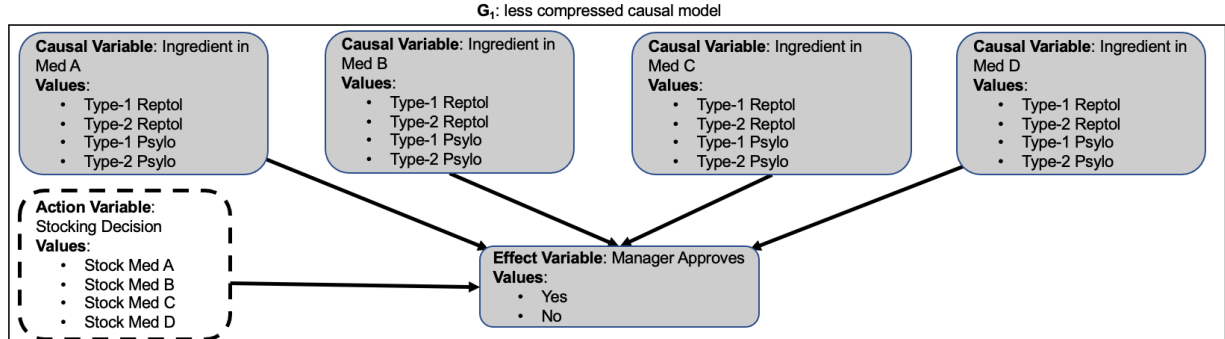 G₁: less compressed causal model
Causal Variable: Ingredient in
Med A
Values:
• Type-1 Reptol
• Type-2 Reptol
• Type-1 Psylo
• Type-2 Psylo
Causal Variable: Ingredient in
Med B
Values:
• Type-1 Reptol
• Type-2 Reptol
• Type-1 Psylo
• Type-2 Psylo
Causal Variable: Ingredient in
Med C
Values:
• Type-1 Reptol
• Type-2 Reptol
• Type-1 Psylo
• Type-2 Psylo
Causal Variable: Ingredient in
Med D
Values:
• Type-1 Reptol
• Type-2 Reptol
• Type-1 Psylo
• Type-2 Psylo
Action Variable:
Stocking Decision
Values:
• Stock Med A
• Stock Med B
• Stock Med C
• Stock Med D
Effect Variable: Manager Approves
Values:
• Yes
• No